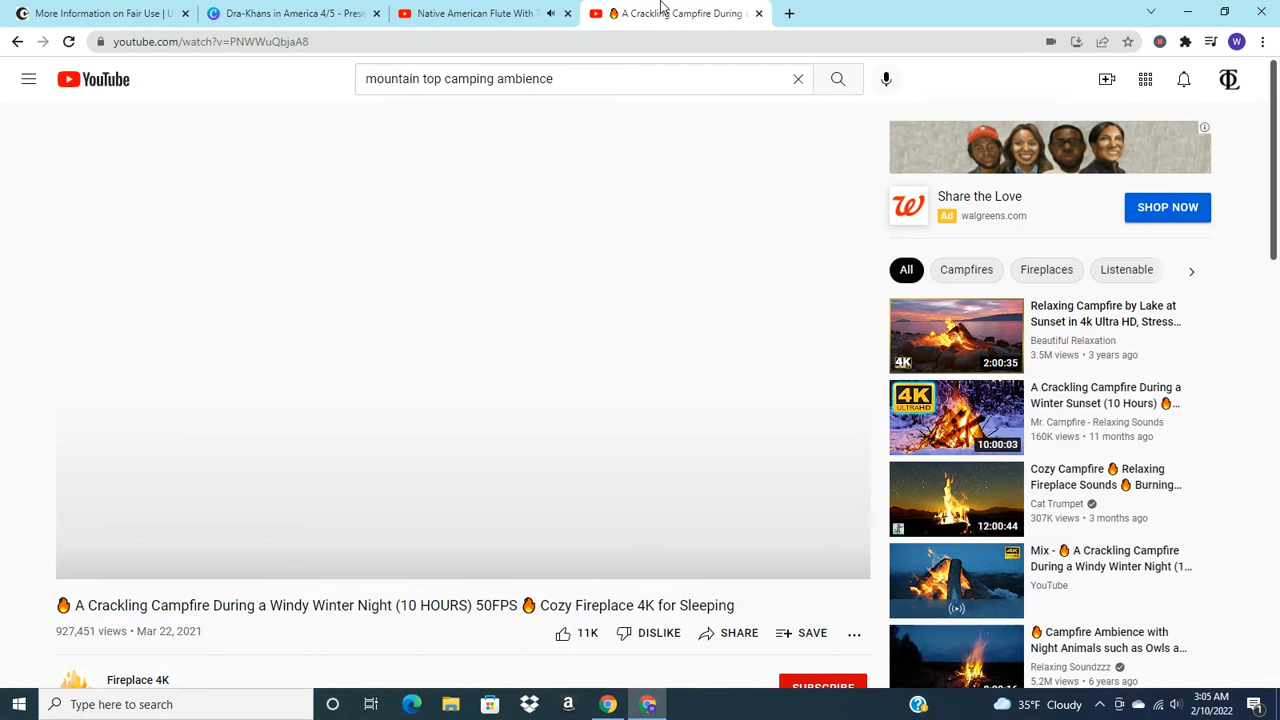 More Information on Fair Use | U
Dra-Khans in America 4/5 - Prese
Native American Flute With T
🔥 A Crackling Campfire During a
youtube.com/watch?v=PNWWuQbjaA8
W
YouTube
mountain top camping ambience
Share the Love
Ad walgreens.com
SHOP NOW
All
Campfires
Fireplaces
Listenable
Relaxing Campfire by Lake at
Sunset in 4k Ultra HD, Stress...
Beautiful Relaxation
3.5M views • 3 years ago
4K
2:00:35
A Crackling Campfire During a
Winter Sunset (10 Hours) 🔥...
Mr. Campfire - Relaxing Sounds
160K views • 11 months ago
4K
ULTRAHD
10:00:03
Cozy Campfire 🔥 Relaxing
Fireplace Sounds 🔥 Burning...
Cat Trumpet
307K views • 3 months ago
12:00:44
Mix - 🔥 A Crackling Campfire
During a Windy Winter Night (1...
YouTube
4K
🔥 Campfire Ambience with
Night Animals such as Owls a...
Relaxing Soundzzz
5.2M views • 6 years ago
🔥 A Crackling Campfire During a Windy Winter Night (10 HOURS) 50FPS 🔥 Cozy Fireplace 4K for Sleeping
927,451 views • Mar 22, 2021
11K
DISLIKE
SHARE
SAVE
Fireplace 4K
SUBSCRIBE
Type here to search
35°F Cloudy
3:05 AM
2/10/2022